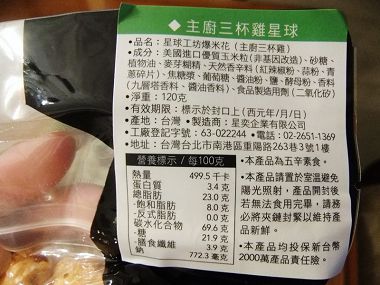 ◆主廚三杯雞星球◆
•品名：星球工坊爆米花（主廚三杯雞）
•成分：美國進口優質玉米粒(非基因改造)、砂糖、
植物油、麥芽糊精、天然香辛料(紅辣椒粉、蒜粉、青
蔥碎片)、焦糖漿、葡萄糖、醬油粉、鹽、酵母粉、香料
(九層塔香料、醬油香料)、食品製造用劑(二氧化矽)
•淨重：120克
•有效期限：標示於封口上(西元年/月/日)
•產地：台灣 •製造商：星奕企業有限公司
•工廠登記字號：63-022244 •電話：02-2651-1369
•地址：台灣台北市南港區重陽路263巷3號1樓
營養標示 / 每100克
熱量 499.5 千卡
蛋白質 3.4 克
總脂肪 23.0 克
•飽和脂肪 8.0 克
•反式脂肪 0.0 克
碳水化合物 69.6 克
•糖 21.9 克
•膳食纖維 3.9 克
772.3 毫克
•本產品為五辛素食。
•本產品請置於室溫避免
陽光照射，產品開封後
若無法食用完畢，請務
必將夾鏈封緊以維持產
品新鮮。
•本產品均投保新台幣
2000萬產品責任險。